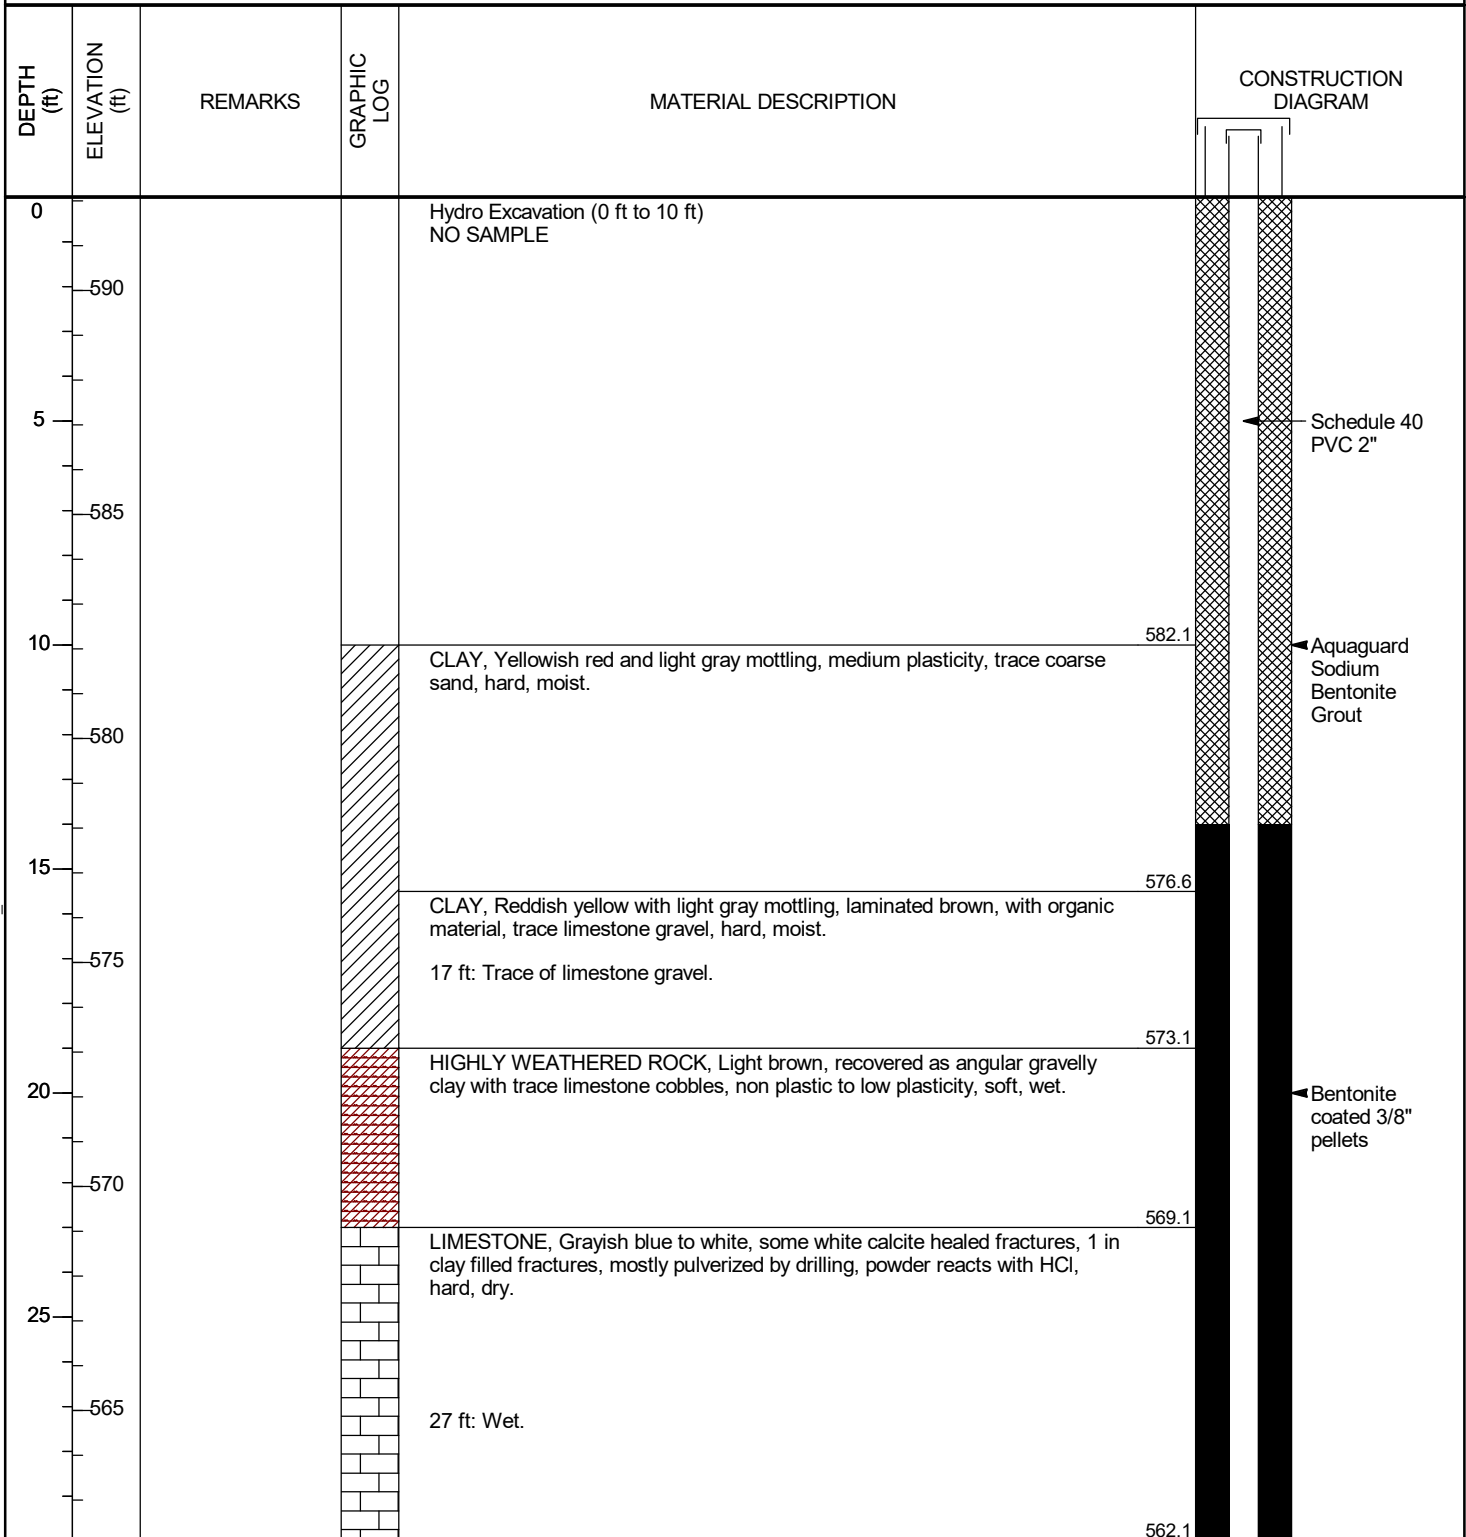 DEPTH
(ft)
ELEVATION
(ft)
REMARKS
GRAPHIC
LOG
MATERIAL DESCRIPTION
CONSTRUCTION
DIAGRAM
0
Hydro Excavation (0 ft to 10 ft)
NO SAMPLE
590
5
Schedule 40
PVC 2"
585
582.1
10
Aquaguard
Sodium
Bentonite
Grout
CLAY, Yellowish red and light gray mottling, medium plasticity, trace coarse
sand, hard, moist.
580
15
576.6
CLAY, Reddish yellow with light gray mottling, laminated brown, with organic
material, trace limestone gravel, hard, moist.
575
17 ft: Trace of limestone gravel.
573.1
HIGHLY WEATHERED ROCK, Light brown, recovered as angular gravelly
clay with trace limestone cobbles, non plastic to low plasticity, soft, wet.
20
Bentonite
coated 3/8"
pellets
570
569.1
LIMESTONE, Grayish blue to white, some white calcite healed fractures, 1 in
clay filled fractures, mostly pulverized by drilling, powder reacts with HCl,
hard, dry.
25
565
27 ft: Wet.
562.1